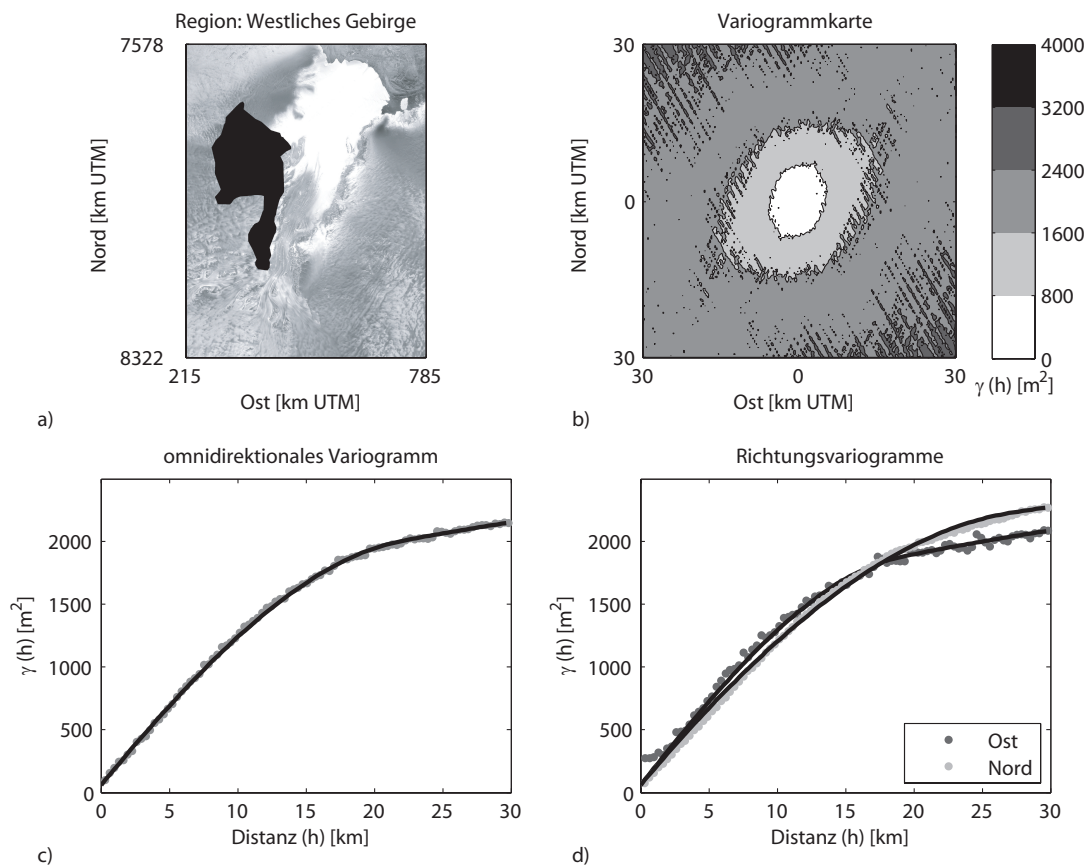 Region: Westliches Gebirge
7578
Nord [km UTM]
8322
215
785
Ost [km UTM]
a)
Variogrammkarte
30
0
30
Nord [km UTM]
30
0
30
Ost [km UTM]
4000
3200
2400
1600
800
0
γ (h) [m²]
b)
omnidirektionales Variogramm
2000
1500
1000
500
0
γ (h) [m²]
0 5 10 15 20 25 30
Distanz (h) [km]
c)
Richtungsvariogramme
2000
1500
1000
500
0
γ (h) [m²]
Ost
Nord
0 5 10 15 20 25 30
Distanz (h) [km]
d)